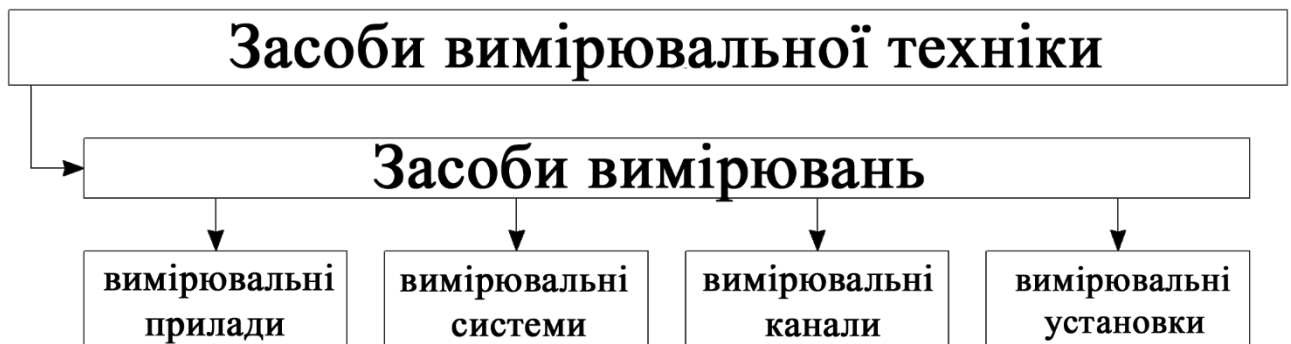 Засоби вимірювальної техніки
Засоби вимірювань
вимірювальні
прилади
вимірювальні
системи
вимірювальні
канали
вимірювальні
установки